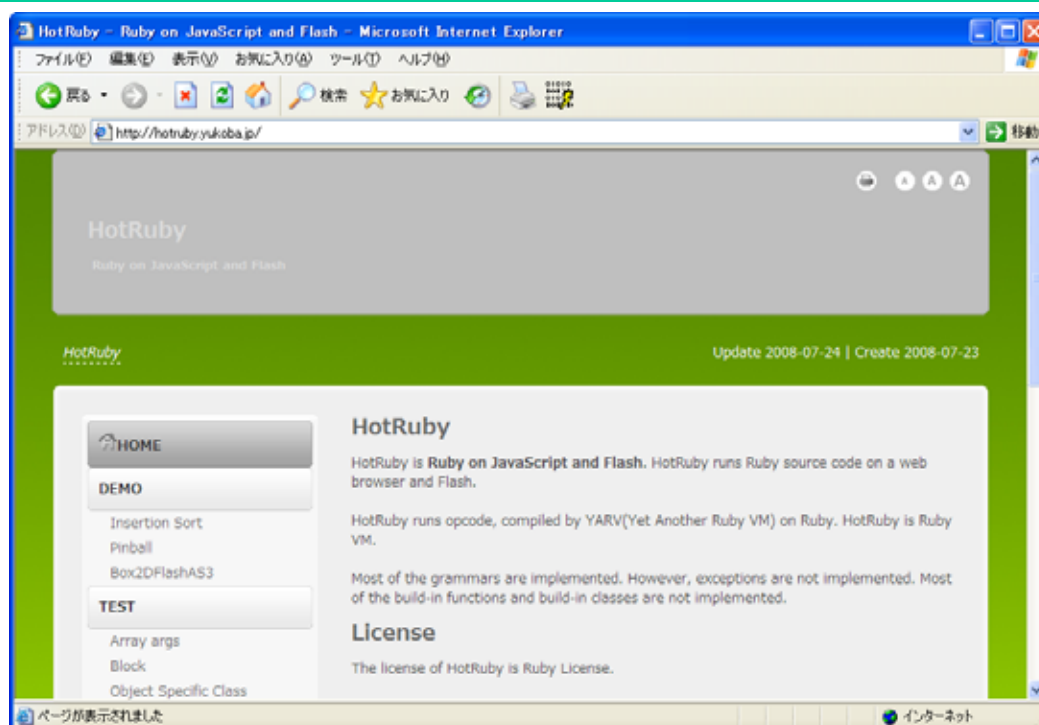 HotRuby - Ruby on JavaScript and Flash - Microsoft Internet Explorer
ファイル(F) 編集(E) 表示(V) お気に入り(A) ツール(T) ヘルプ(H)
戻る 検索 お気に入り
アドレス(D) http://hotruby.yukoba.jp/ 移動
A A A
HotRuby
Ruby on JavaScript and Flash
HotRuby
Update 2008-07-24 | Create 2008-07-23
HOME
DEMO
Insertion Sort
Pinball
Box2DFlashAS3
TEST
Array args
Block
Object Specific Class
HotRuby
HotRuby is Ruby on JavaScript and Flash. HotRuby runs Ruby source code on a web
browser and Flash.
HotRuby runs opcode, compiled by YARV(Yet Another Ruby VM) on Ruby. HotRuby is Ruby
VM.
Most of the grammars are implemented. However, exceptions are not implemented. Most
of the build-in functions and build-in classes are not implemented.
License
The license of HotRuby is Ruby License.
ページが表示されました
インターネット